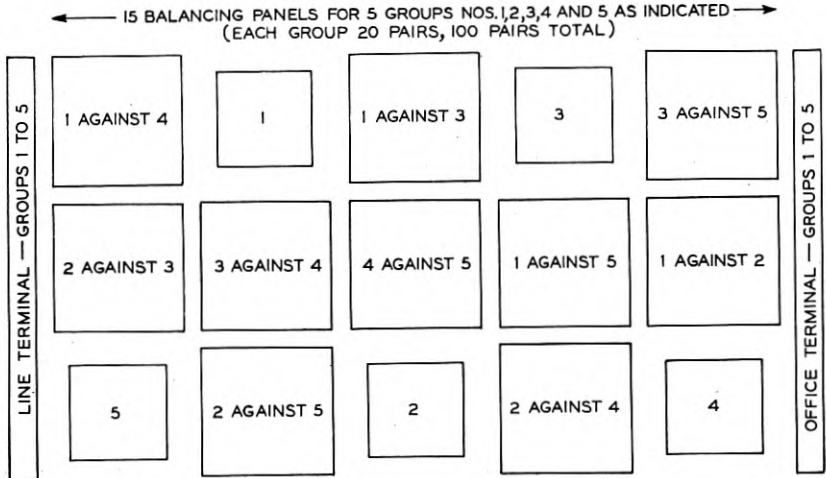 15 BALANCING PANELS FOR 5 GROUPS NOS.1,2,3,4 AND 5 AS INDICATED
(EACH GROUP 20 PAIRS, 100 PAIRS TOTAL)
LINE TERMINAL — GROUPS 1 TO 5
1 AGAINST 4
1
1 AGAINST 3
3
3 AGAINST 5
2 AGAINST 3
3 AGAINST 4
4 AGAINST 5
1 AGAINST 5
1 AGAINST 2
5
2 AGAINST 5
2
2 AGAINST 4
4
OFFICE TERMINAL — GROUPS 1 TO 5